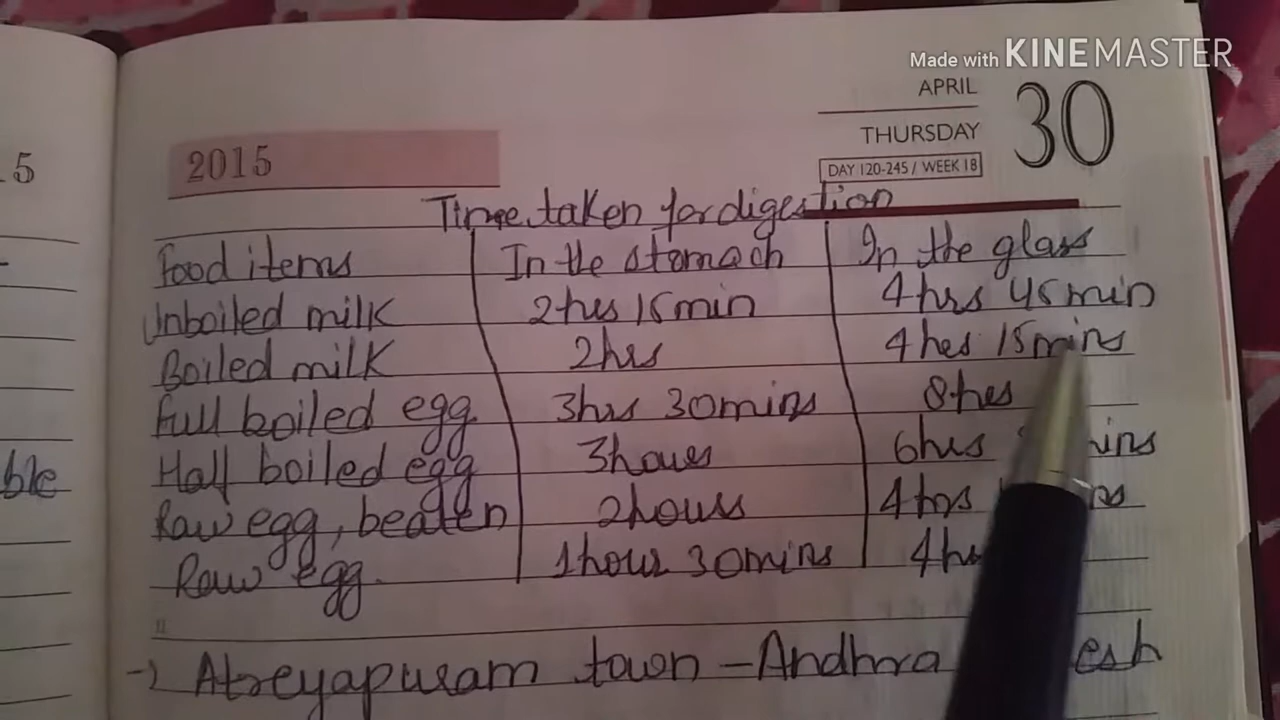 Made with KINEMASTER
APRIL
30
THURSDAY
DAY 120-245 / WEEK 18
2015
5
Time taken for digestion
Food items In the stomach In the glass
Unboiled milk 2hrs 15min 4hrs 45min
Boiled milk 2hrs 4hrs 15mins
Full boiled egg 3hrs 30mins 8hrs
Half boiled egg 3hours 6hrs
ble
Raw egg, beaten 2hours 4hrs
Raw egg. 1hour 30mins
→ Atreyapuram town - Andhra